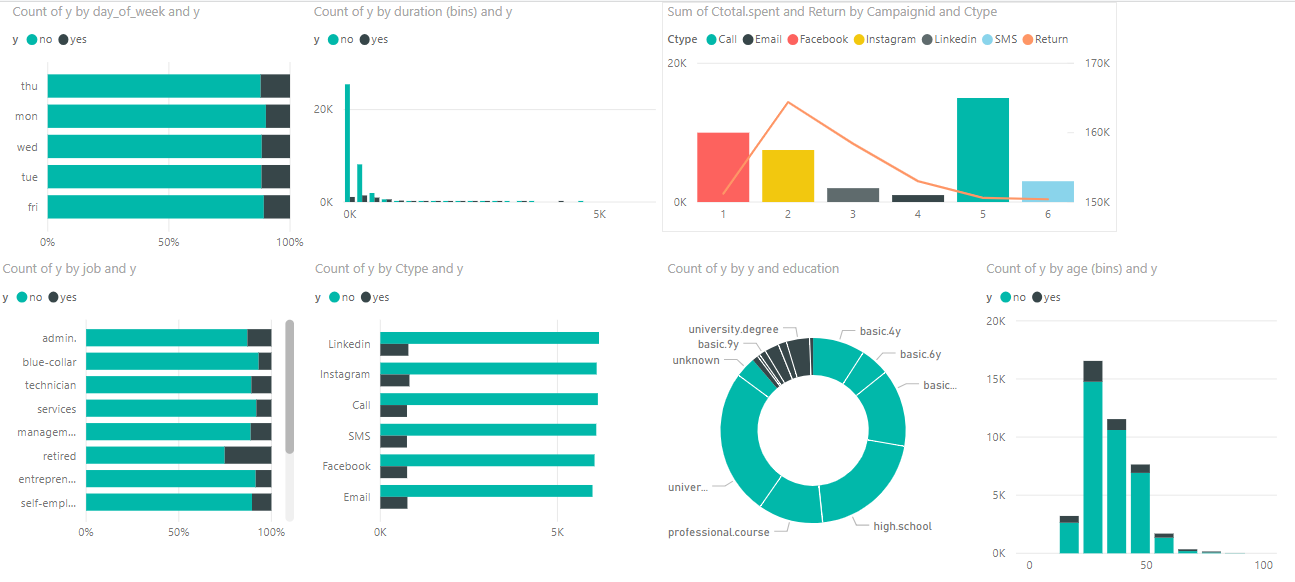 Count of y by day_of_week and y
y no yes
thu
mon
wed
tue
fri
0% 50% 100%
Count of y by duration (bins) and y
y no yes
20K
0K
0K 5K
Sum of Ctotal.spent and Return by Campaignid and Ctype
Ctype Call Email Facebook Instagram Linkedin SMS Return
20K 170K
10K 160K
0K 150K
1 2 3 4 5 6
Count of y by job and y
y no yes
admin.
blue-collar
technician
services
managem...
retired
entrepren...
self-empl...
0% 50% 100%
Count of y by Ctype and y
y no yes
Linkedin
Instagram
Call
SMS
Facebook
Email
0K 5K
Count of y by y and education
university.degree
basic.9y
unknown
basic.4y
basic.6y
basic...
univer...
professional.course
high.school
Count of y by age (bins) and y
y no yes
20K
15K
10K
5K
0K
0 50 100